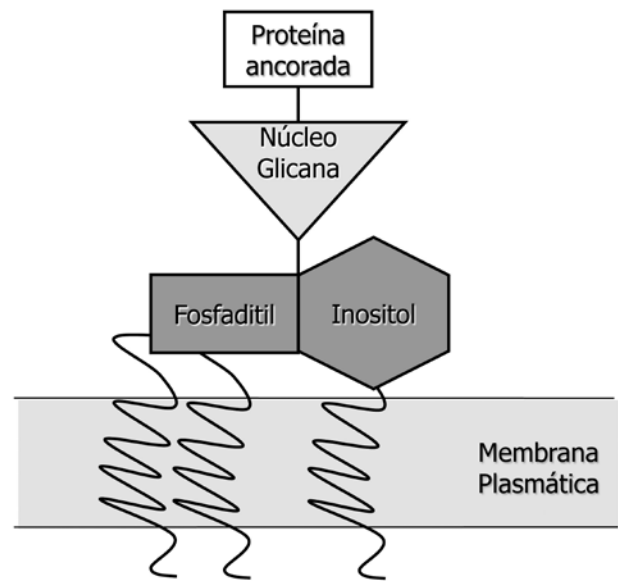 Proteína
ancorada
Núcleo
Glicana
Fosfaditil
Inositol
Membrana
Plasmática